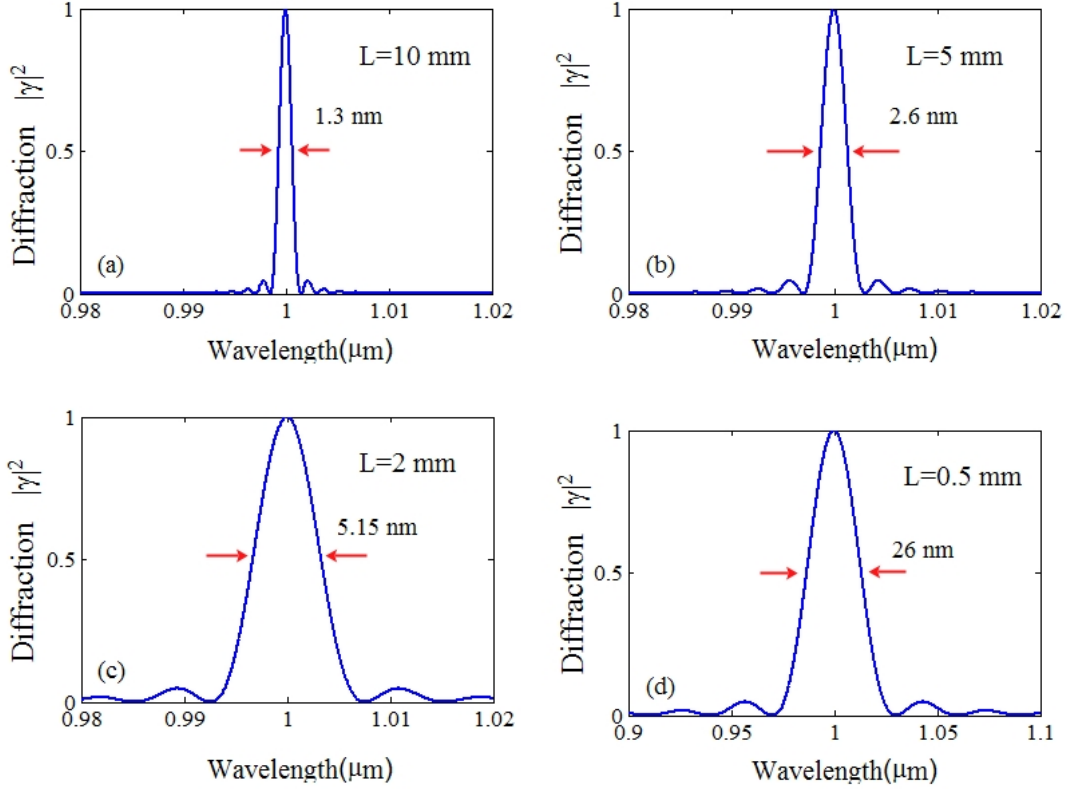 1
L=10 mm
1.3 nm
0.5
Diffraction |γ|²
(a)
0
0.98 0.99 1 1.01 1.02
Wavelength(μm)
1
L=5 mm
2.6 nm
0.5
Diffraction |γ|²
(b)
0
0.98 0.99 1 1.01 1.02
Wavelength(μm)
1
L=2 mm
5.15 nm
0.5
Diffraction |γ|²
(c)
0
0.98 0.99 1 1.01 1.02
Wavelength(μm)
1
L=0.5 mm
26 nm
0.5
Diffraction |γ|²
(d)
0
0.9 0.95 1 1.05 1.1
Wavelength(μm)